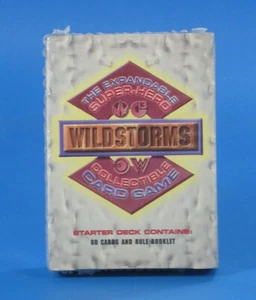 THE EXPANDABLE
SUPER-HERO
WILDSTORMS
COLLECTIBLE
CARD GAME
STARTER DECK CONTAINS:
60 CARDS AND RULE BOOKLET